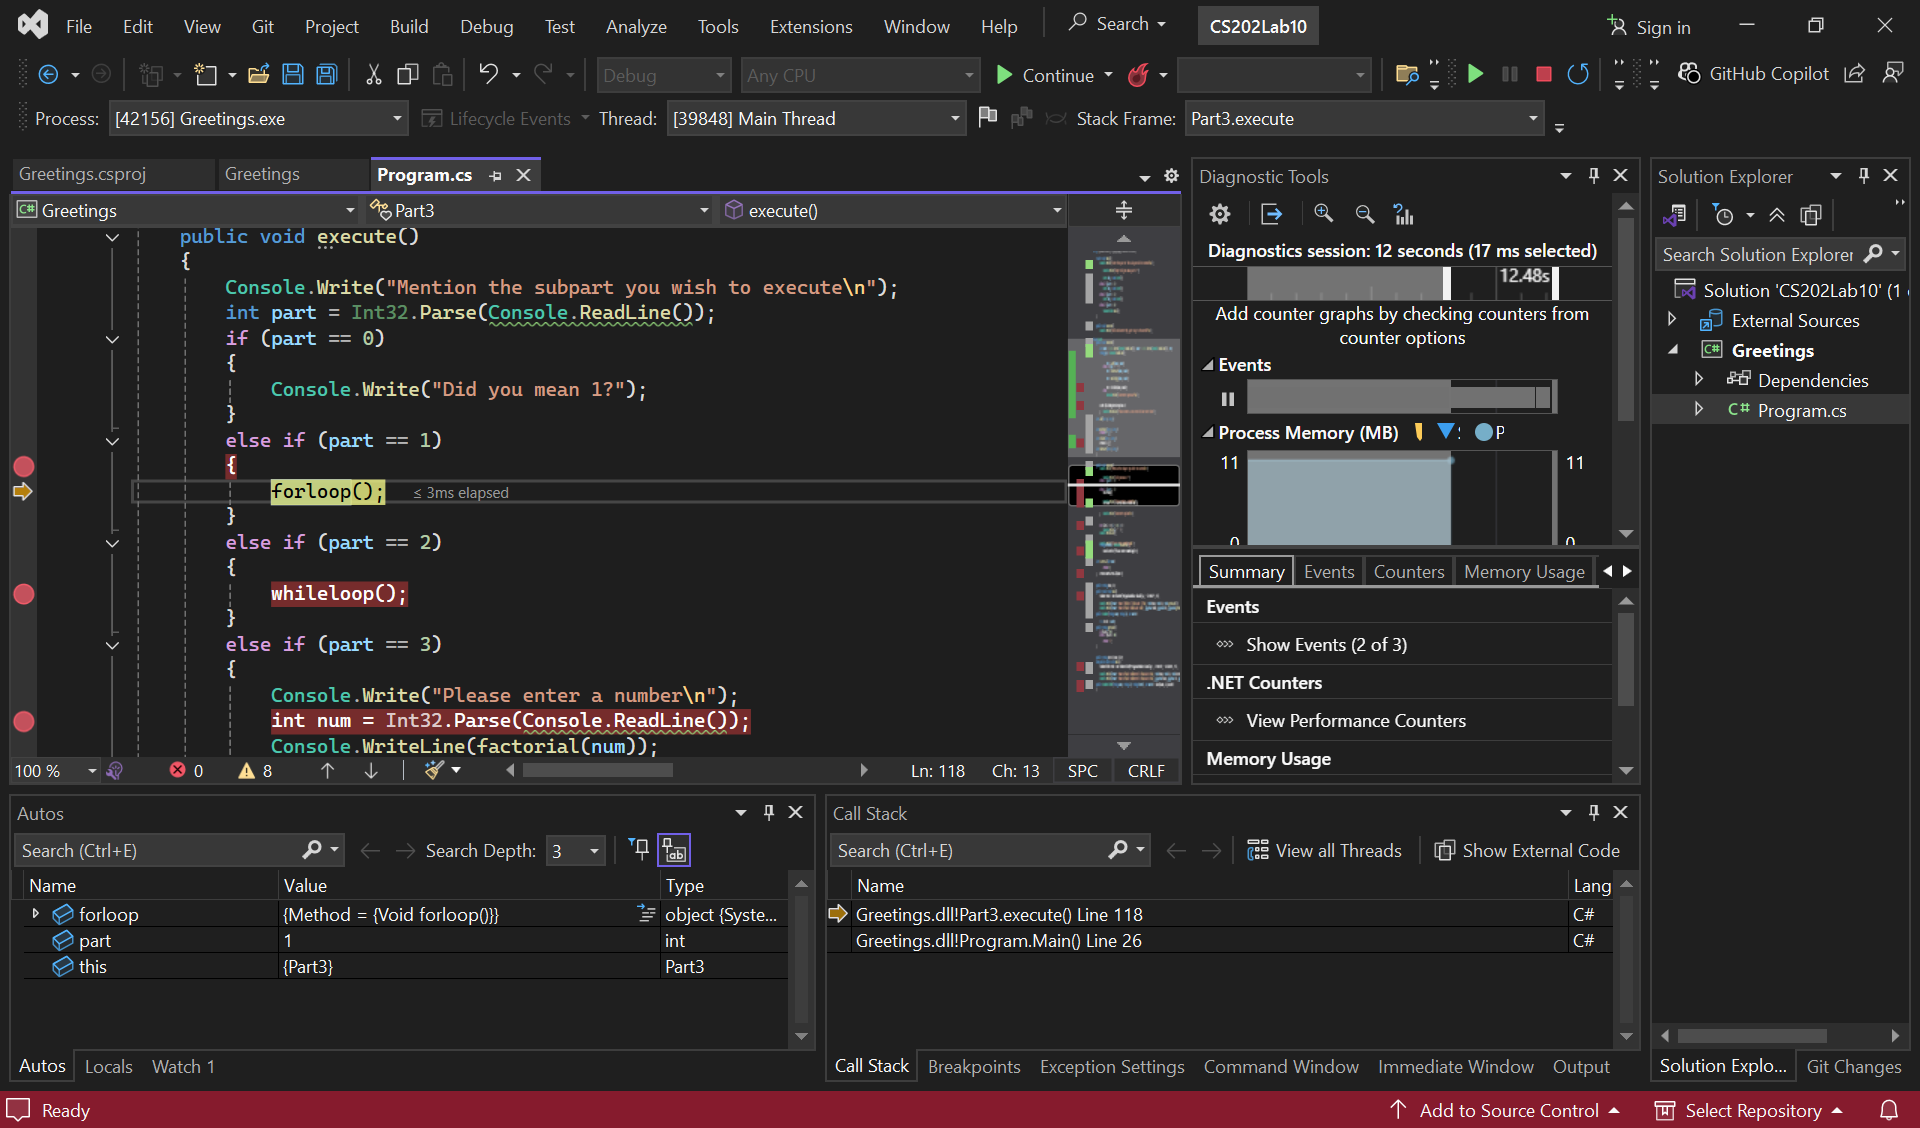 File Edit View Git Project Build Debug Test Analyze Tools Extensions Window Help Search CS202Lab10 Sign in
Debug Any CPU Continue GitHub Copilot
Process: [42156] Greetings.exe Lifecycle Events Thread: [39848] Main Thread Stack Frame: Part3.execute
Greetings.csproj Greetings Program.cs
C# Greetings Part3 execute()
public void execute()
{
Console.Write("Mention the subpart you wish to execute\n");
int part = Int32.Parse(Console.ReadLine());
if (part == 0)
{
Console.Write("Did you mean 1?");
}
else if (part == 1)
{
forloop(); ≤ 3ms elapsed
}
else if (part == 2)
{
whileloop();
}
else if (part == 3)
{
Console.Write("Please enter a number\n");
int num = Int32.Parse(Console.ReadLine());
Console.WriteLine(factorial(num));
100 % 0 8 Ln: 118 Ch: 13 SPC CRLF
Diagnostic Tools
Diagnostics session: 12 seconds (17 ms selected)
12.48s
Add counter graphs by checking counters from
counter options
Events
Process Memory (MB) P
11 11
0 0
Summary Events Counters Memory Usage
Events
Show Events (2 of 3)
.NET Counters
View Performance Counters
Memory Usage
Solution Explorer
Search Solution Explorer
Solution 'CS202Lab10' (1
External Sources
C# Greetings
Dependencies
C# Program.cs
Solution Explo... Git Changes
Autos
Search (Ctrl+E) Search Depth: 3
Name Value Type
forloop {Method = {Void forloop()}} object {Syste...
part 1 int
this {Part3} Part3
Autos Locals Watch 1
Call Stack
Search (Ctrl+E) View all Threads Show External Code
Name Lang
Greetings.dll!Part3.execute() Line 118 C#
Greetings.dll!Program.Main() Line 26 C#
Call Stack Breakpoints Exception Settings Command Window Immediate Window Output
Ready Add to Source Control Select Repository